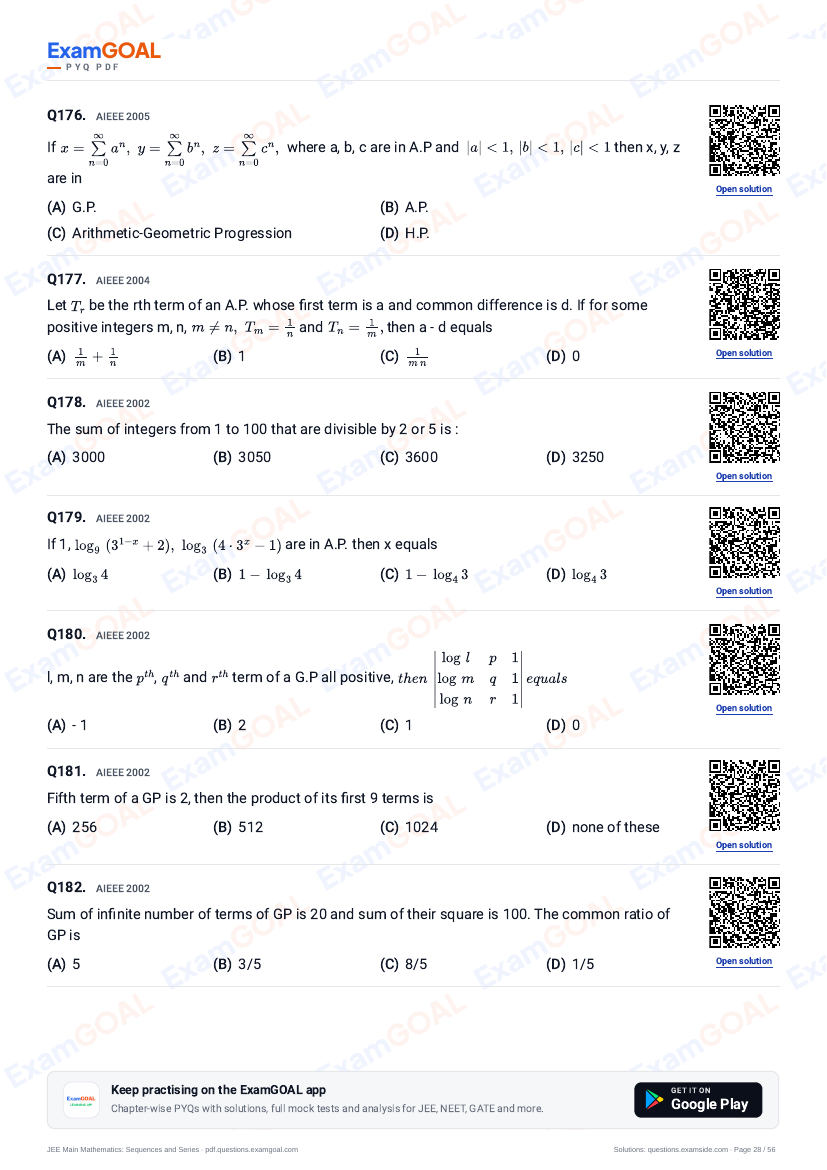 ExamGOAL
PYQ PDF
Q176. AIEEE 2005
If x = ∑_{n=0}^{∞} a^n, y = ∑_{n=0}^{∞} b^n, z = ∑_{n=0}^{∞} c^n, where a, b, c are in A.P and |a| < 1, |b| < 1, |c| < 1 then x, y, z
are in
(A) G.P. (B) A.P.
(C) Arithmetic-Geometric Progression (D) H.P.
Open solution
Q177. AIEEE 2004
Let T_r be the rth term of an A.P. whose first term is a and common difference is d. If for some
positive integers m, n, m ≠ n, T_m = 1/n and T_n = 1/m, then a - d equals
(A) 1/m + 1/n (B) 1 (C) 1/(m n) (D) 0
Open solution
Q178. AIEEE 2002
The sum of integers from 1 to 100 that are divisible by 2 or 5 is :
(A) 3000 (B) 3050 (C) 3600 (D) 3250
Open solution
Q179. AIEEE 2002
If 1, log_9 (3^{1−x} + 2), log_3 (4 · 3^x − 1) are in A.P. then x equals
(A) log_3 4 (B) 1 − log_3 4 (C) 1 − log_4 3 (D) log_4 3
Open solution
Q180. AIEEE 2002
l, m, n are the p^{th}, q^{th} and r^{th} term of a G.P all positive, then |log l p 1|
|log m q 1| equals
|log n r 1|
(A) - 1 (B) 2 (C) 1 (D) 0
Open solution
Q181. AIEEE 2002
Fifth term of a GP is 2, then the product of its first 9 terms is
(A) 256 (B) 512 (C) 1024 (D) none of these
Open solution
Q182. AIEEE 2002
Sum of infinite number of terms of GP is 20 and sum of their square is 100. The common ratio of
GP is
(A) 5 (B) 3/5 (C) 8/5 (D) 1/5
Open solution
ExamGOAL
Keep practising on the ExamGOAL app
Chapter-wise PYQs with solutions, full mock tests and analysis for JEE, NEET, GATE and more.
GET IT ON
Google Play
JEE Main Mathematics: Sequences and Series · pdf.questions.examgoal.com
Solutions: questions.examside.com · Page 28 / 56